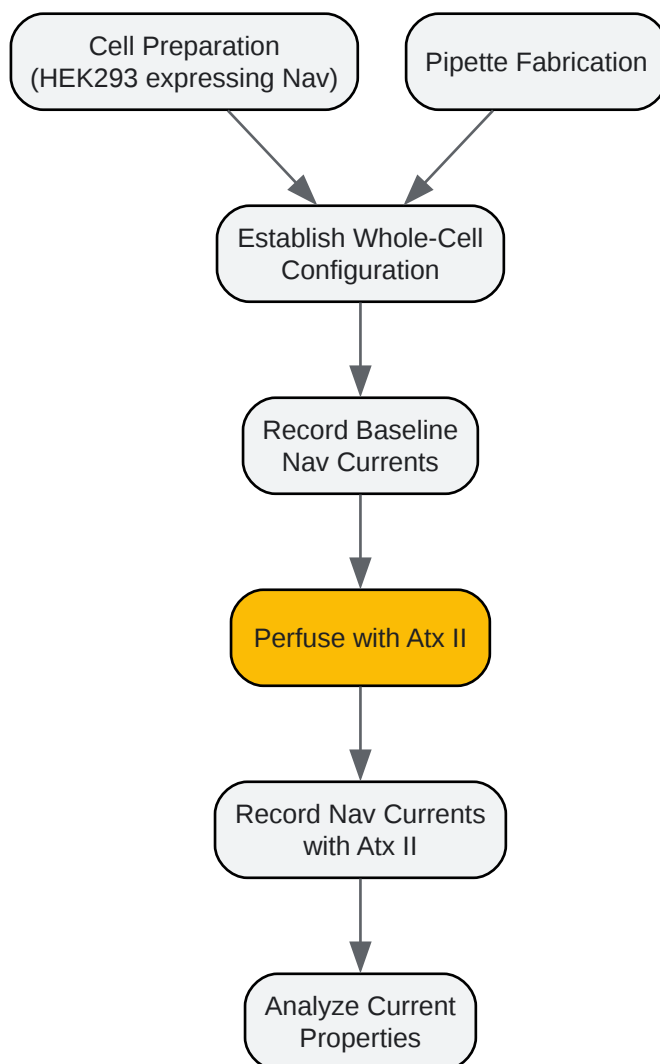 Cell Preparation
(HEK293 expressing Nav)
Pipette Fabrication
Establish Whole-Cell
Configuration
Record Baseline
Nav Currents
Perfuse with Atx II
Record Nav Currents
with Atx II
Analyze Current
Properties